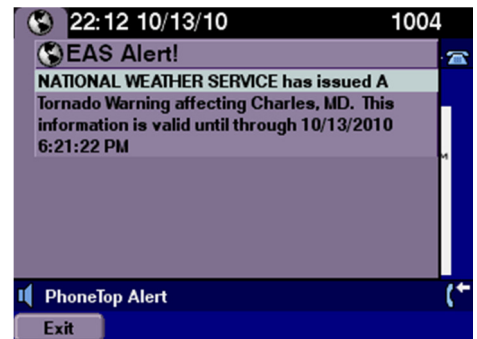 22:12 10/13/10 1004
EAS Alert!
NATIONAL WEATHER SERVICE has issued A
Tornado Warning affecting Charles, MD. This
information is valid until through 10/13/2010
6:21:22 PM
M
PhoneTop Alert
Exit